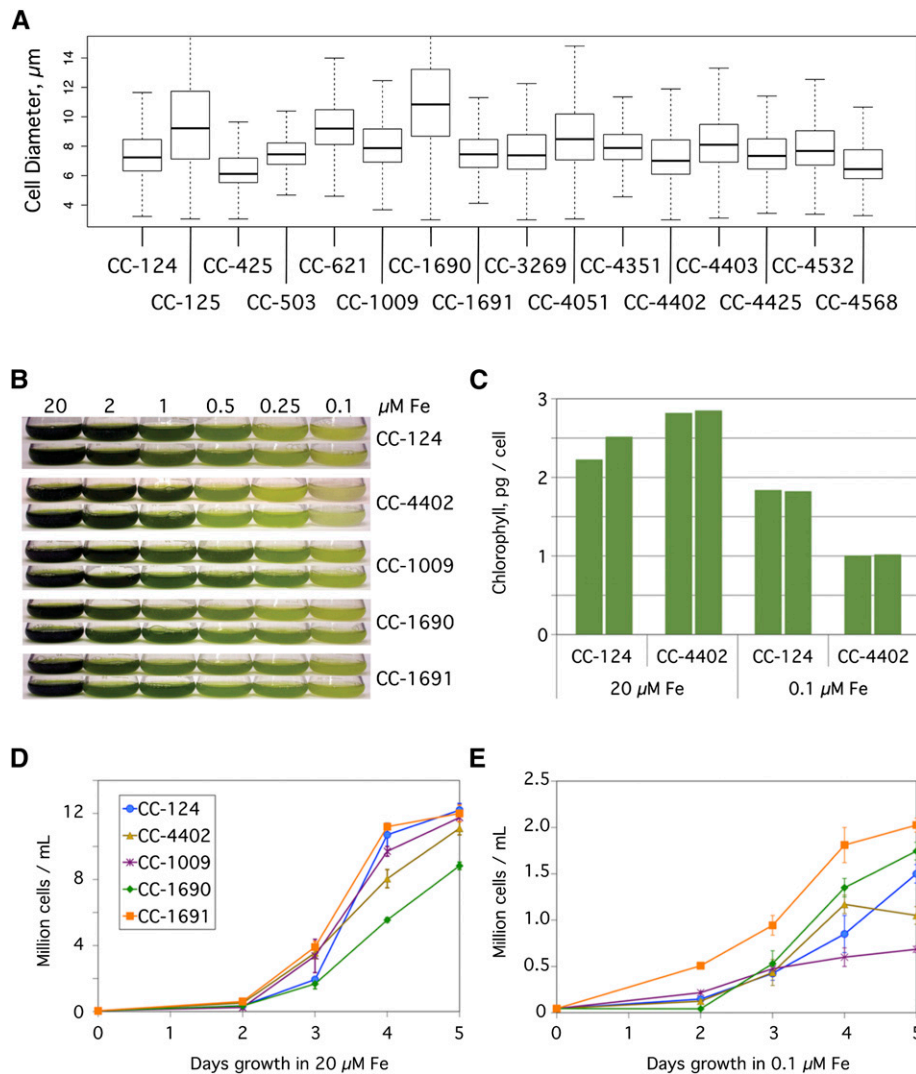 A
Cell Diameter, µm
14
12
10
8
6
4
CC-124 CC-425 CC-621 CC-1690 CC-3269 CC-4351 CC-4403 CC-4532
CC-125 CC-503 CC-1009 CC-1691 CC-4051 CC-4402 CC-4425 CC-4568
B
20 2 1 0.5 0.25 0.1 µM Fe
CC-124
CC-4402
CC-1009
CC-1690
CC-1691
C
Chlorophyll, pg / cell
3
2
1
0
CC-124 CC-4402 CC-124 CC-4402
20 µM Fe 0.1 µM Fe
D
Million cells / mL
12
8
4
0
CC-124
CC-4402
CC-1009
CC-1690
CC-1691
0 1 2 3 4 5
Days growth in 20 µM Fe
E
Million cells / mL
2.5
2.0
1.5
1.0
0.5
0
0 1 2 3 4 5
Days growth in 0.1 µM Fe